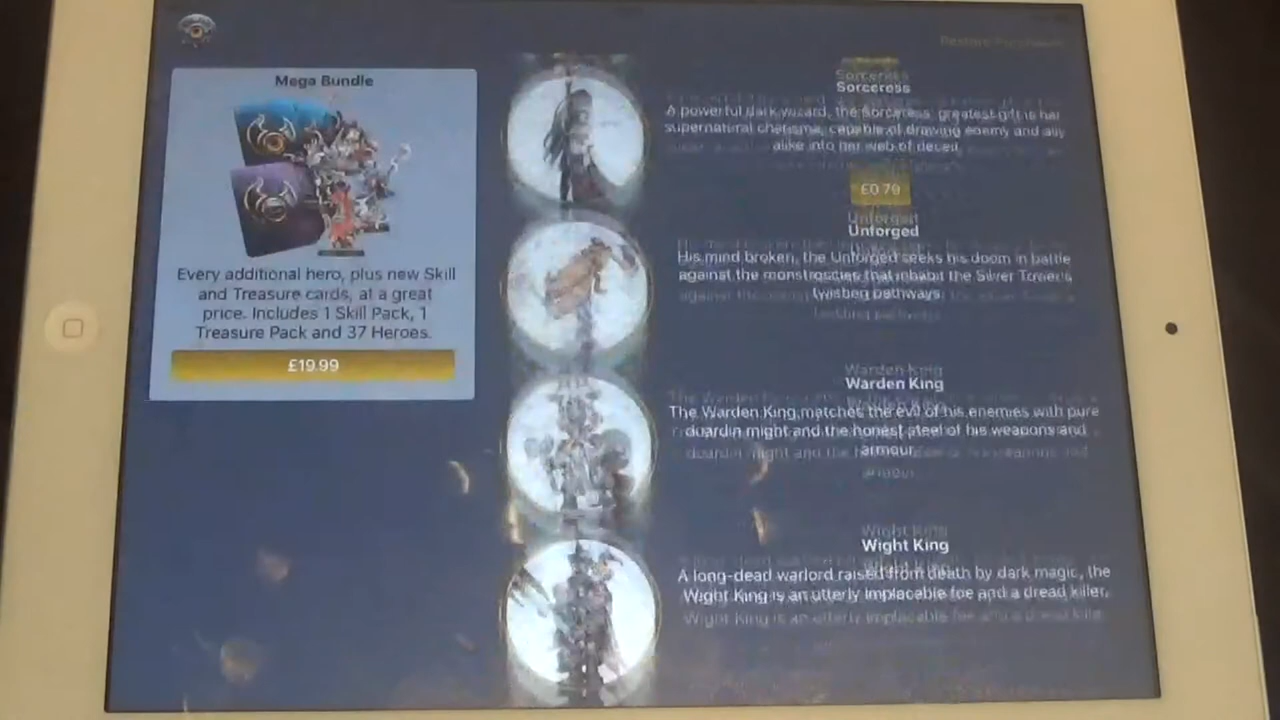 Mega Bundle
Every additional hero, plus new Skill
and Treasure cards, at a great
price. Includes 1 Skill Pack, 1
Treasure Pack and 37 Heroes.
£19.99
Restore Purchases
Sorceress
A powerful dark wizard, the Sorceress' greatest gift is her
supernatural charisma, capable of drawing enemy and ally
alike into her web of deceit.
£0.79
Unforged
His mind broken, the Unforged seeks his doom in battle
against the monstrosities that inhabit the Silver Tower's
twisting pathways.
Warden King
The Warden King matches the evil of his enemies with pure
duardin might and the honest steel of his weapons and
armour.
Wight King
A long-dead warlord raised from death by dark magic, the
Wight King is an utterly implacable foe and a dread killer.